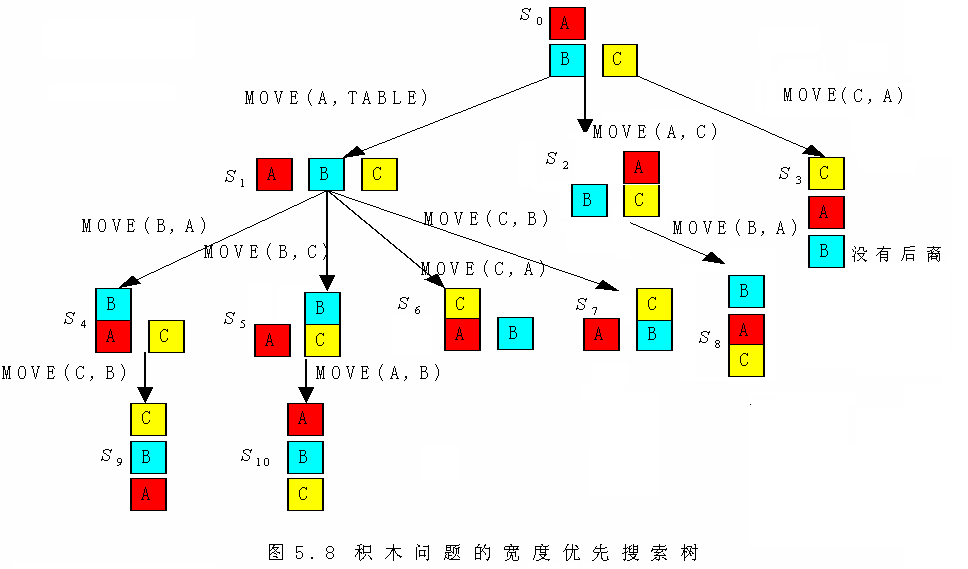 S0
A
B C
MOVE(A,TABLE)
MOVE(A,C)
MOVE(C,A)
S1 A B C
S2
A
B C
S3
C
A
B 没有后裔
MOVE(B,A)
MOVE(B,C)
MOVE(C,A)
MOVE(C,B)
MOVE(B,A)
S4
B
A C
S5
B
A C
S6
C
A B
S7
C
A B
S8
B
A
C
MOVE(C,B)
MOVE(A,B)
S9
C
B
A
S10
A
B
C
图5.8 积木问题的宽度优先搜索树